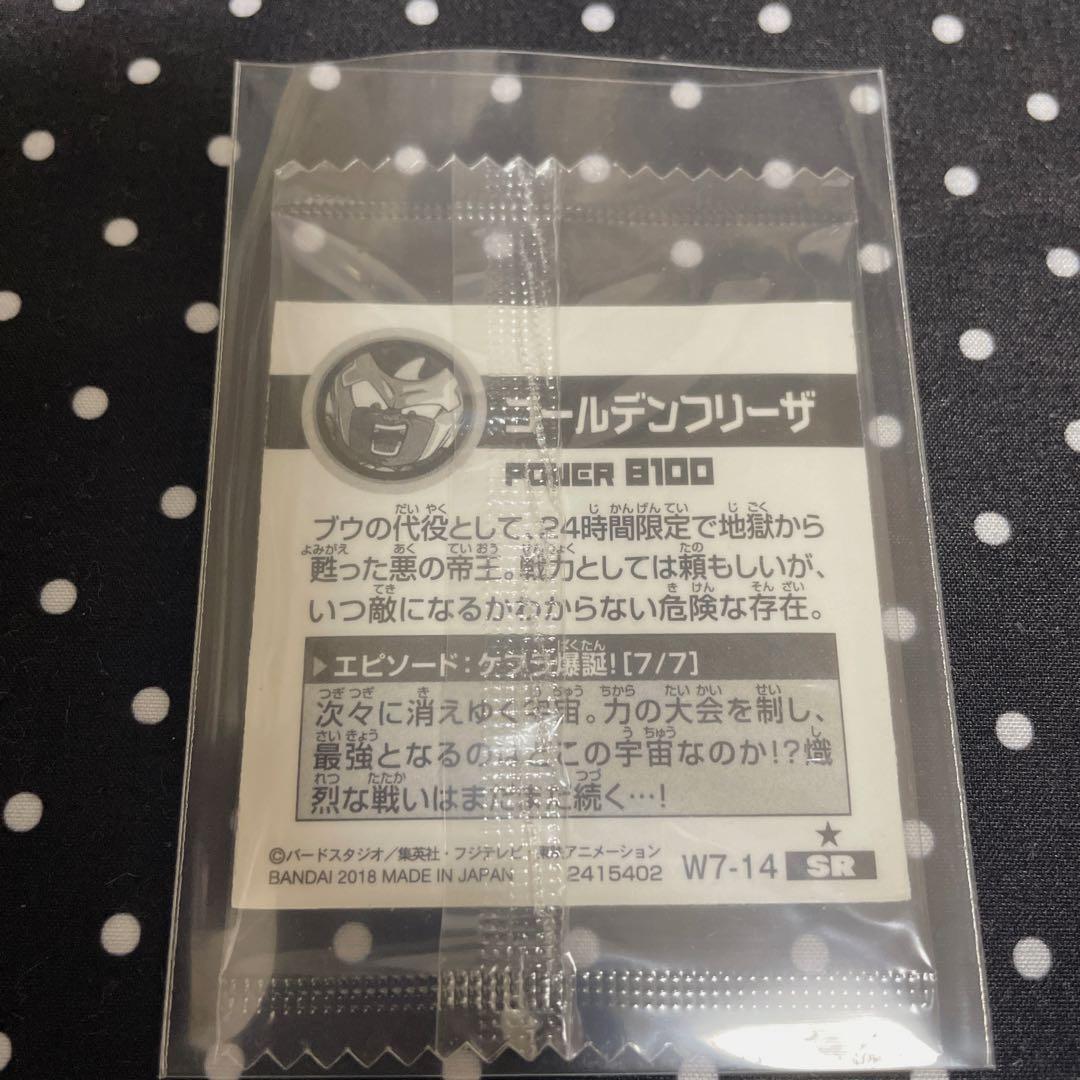 ゴールデンフリーザ
POWER 8100
ブウの代役として、24時間限定で地獄から
甦った悪の帝王。戦力としては頼もしいが、
いつ敵になるかわからない危険な存在。
▶エピソード:ケフラ爆誕![7/7]
次々に消えゆく宇宙。力の大会を制し、
最強となるのはどこの宇宙なのか!?熾
烈な戦いはまだまだ続く…!
★
©バードスタジオ/集英社・フジテレビ・東映アニメーション
BANDAI 2018 MADE IN JAPAN 2415402 W7-14 SR